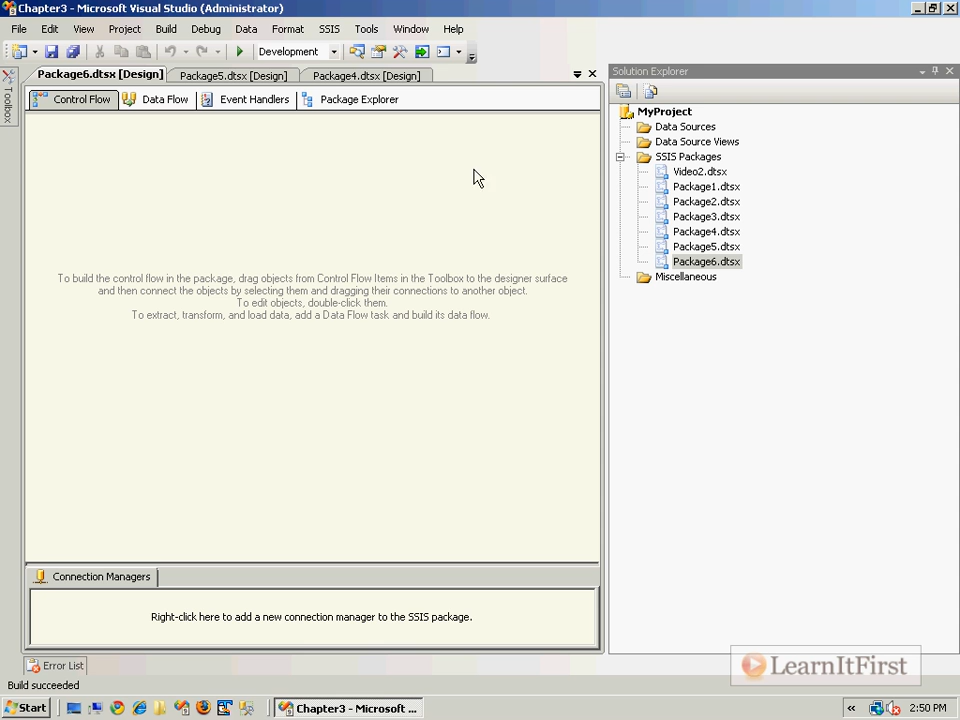 Chapter3 - Microsoft Visual Studio (Administrator)
File Edit View Project Build Debug Data Format SSIS Tools Window Help
Development
Package6.dtsx [Design] Package5.dtsx [Design] Package4.dtsx [Design]
Toolbox
Control Flow Data Flow Event Handlers Package Explorer
To build the control flow in the package, drag objects from Control Flow Items in the Toolbox to the designer surface
and then connect the objects by selecting them and dragging their connections to another object.
To edit objects, double-click them.
To extract, transform, and load data, add a Data Flow task and build its data flow.
Connection Managers
Right-click here to add a new connection manager to the SSIS package.
Solution Explorer
MyProject
Data Sources
Data Source Views
SSIS Packages
Video2.dtsx
Package1.dtsx
Package2.dtsx
Package3.dtsx
Package4.dtsx
Package5.dtsx
Package6.dtsx
Miscellaneous
LearnItFirst
Error List
Build succeeded
Start Chapter3 - Microsoft ... 2:50 PM